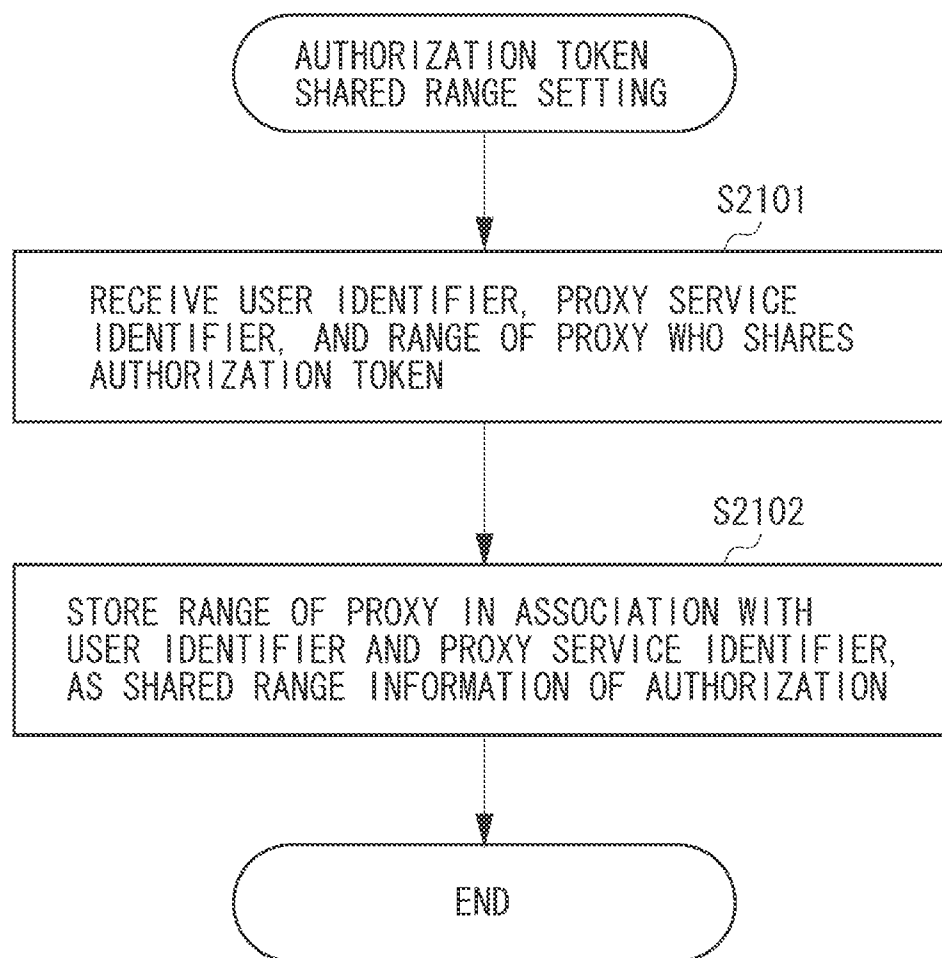 AUTHORIZATION TOKEN
SHARED RANGE SETTING
S2101
RECEIVE USER IDENTIFIER, PROXY SERVICE
IDENTIFIER, AND RANGE OF PROXY WHO SHARES
AUTHORIZATION TOKEN
S2102
STORE RANGE OF PROXY IN ASSOCIATION WITH
USER IDENTIFIER AND PROXY SERVICE IDENTIFIER,
AS SHARED RANGE INFORMATION OF AUTHORIZATION
END